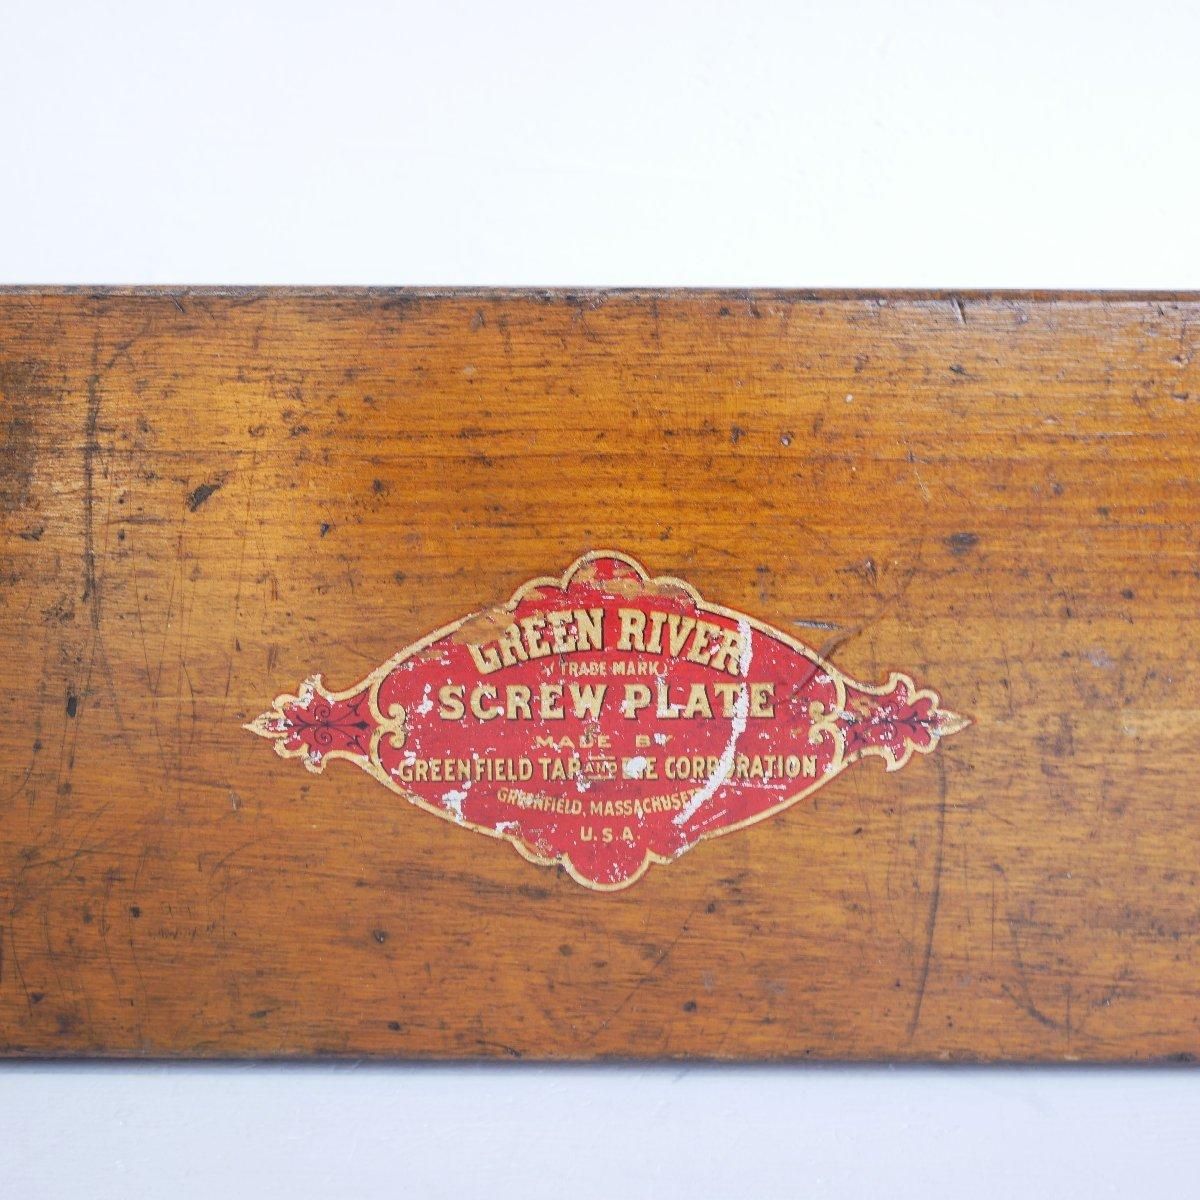 GREEN RIVER
TRADE MARK
SCREW PLATE
MADE BY
GREENFIELD TAP AND DIE CORPORATION
GREENFIELD, MASSACHUSETTS
U.S.A.